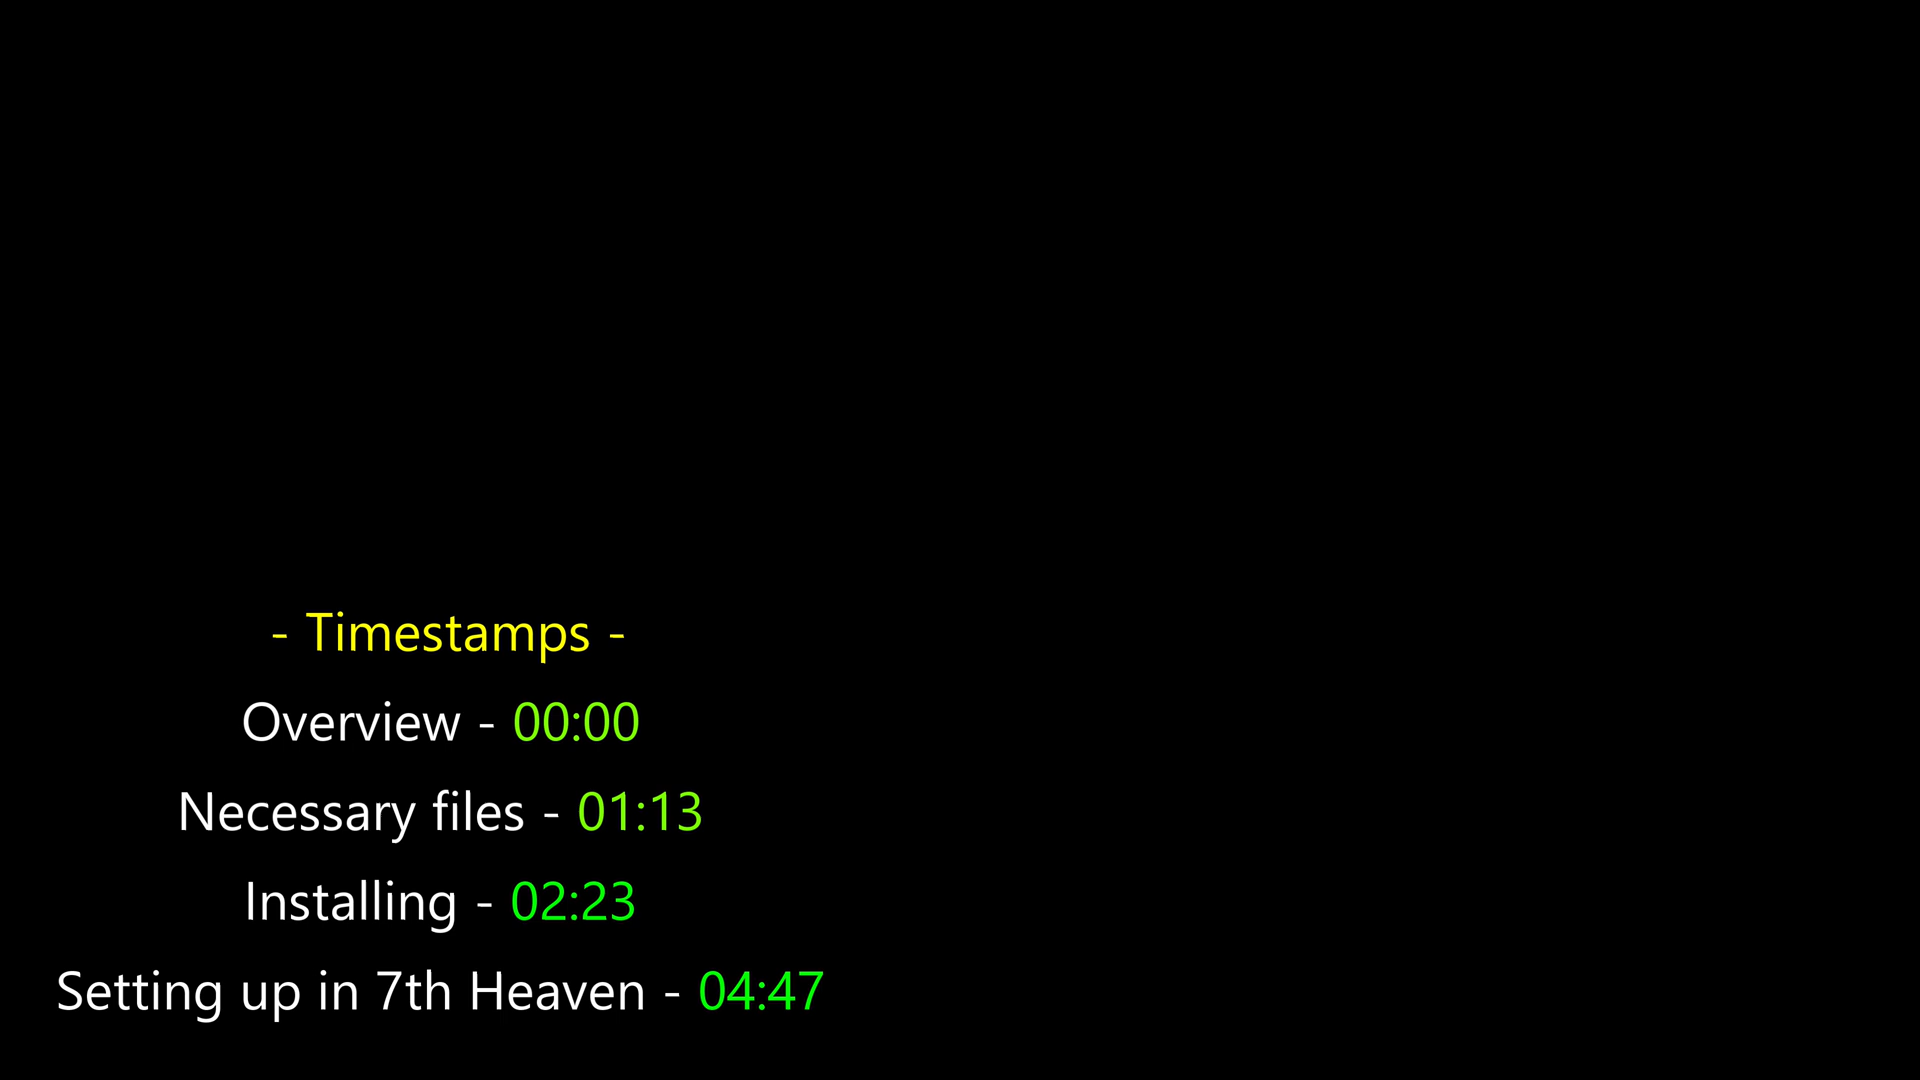 - Timestamps -
Overview - 00:00
Necessary files - 01:13
Installing - 02:23
Setting up in 7th Heaven - 04:47